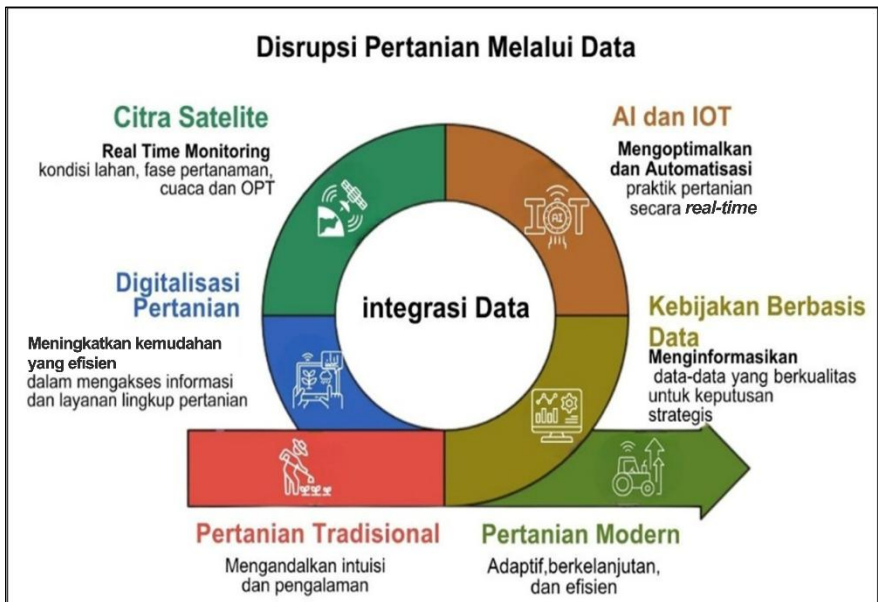 Disrupsi Pertanian Melalui Data
Citra Satelite
Real Time Monitoring
kondisi lahan, fase pertanaman,
cuaca dan OPT
AI dan IOT
Mengoptimalkan
dan Automatisasi
praktik pertanian
secara real-time
IOT
AI
Digitalisasi
Pertanian
Meningkatkan kemudahan
yang efisien
dalam mengakses informasi
dan layanan lingkup pertanian
integrasi Data
Kebijakan Berbasis
Data
Menginformasikan
data-data yang berkualitas
untuk keputusan
strategis
Pertanian Tradisional
Mengandalkan intuisi
dan pengalaman
Pertanian Modern
Adaptif,berkelanjutan,
dan efisien